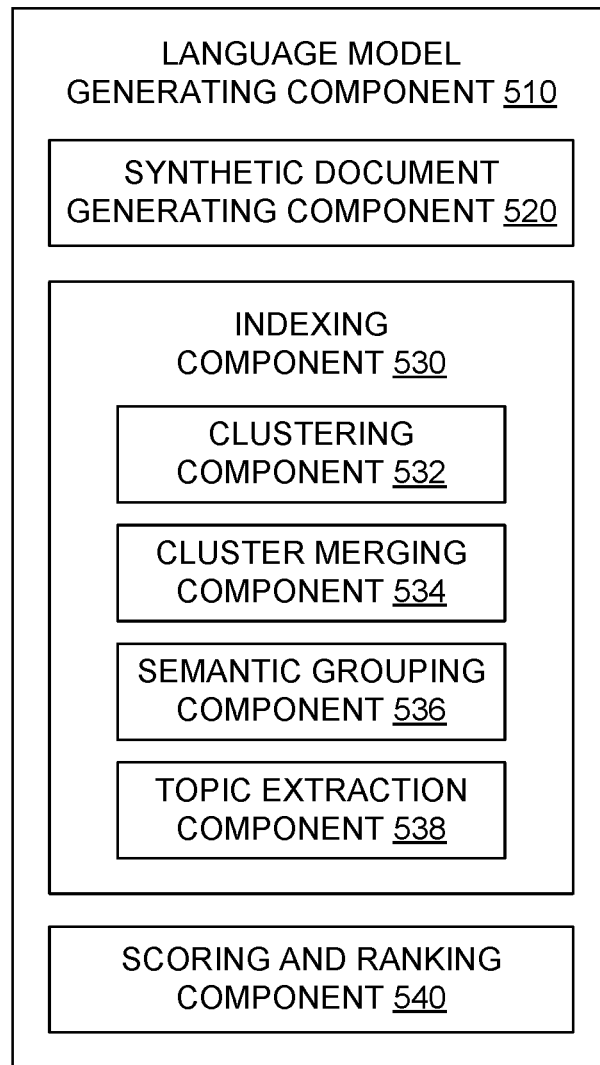 LANGUAGE MODEL
GENERATING COMPONENT 510
SYNTHETIC DOCUMENT
GENERATING COMPONENT 520
INDEXING
COMPONENT 530
CLUSTERING
COMPONENT 532
CLUSTER MERGING
COMPONENT 534
SEMANTIC GROUPING
COMPONENT 536
TOPIC EXTRACTION
COMPONENT 538
SCORING AND RANKING
COMPONENT 540